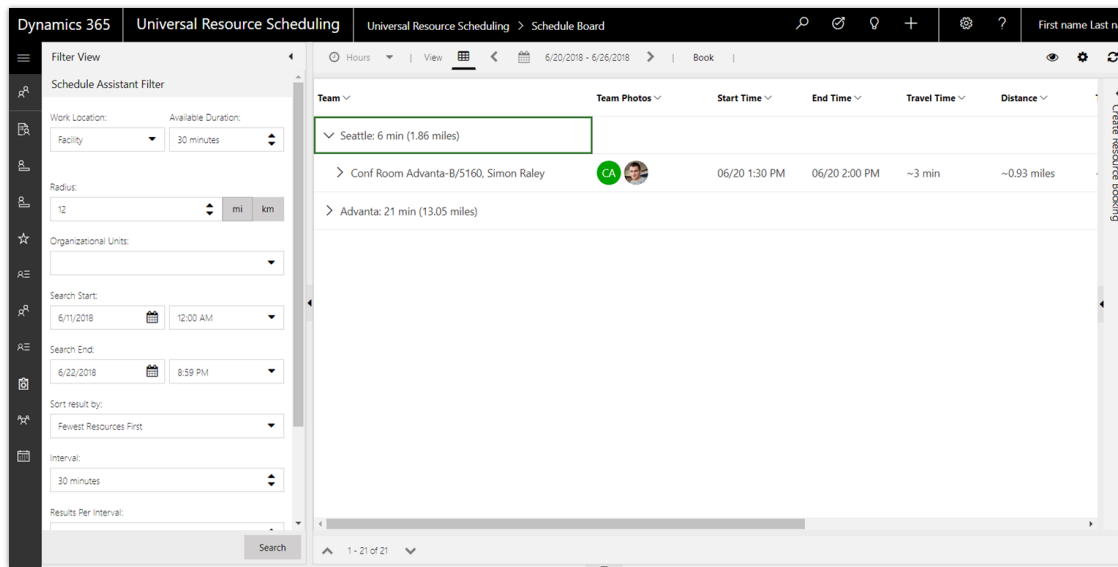 Dynamics 365 Universal Resource Scheduling Universal Resource Scheduling > Schedule Board ? First name Last na
Filter View
Schedule Assistant Filter
Work Location: Available Duration:
Facility 30 minutes
Radius:
12 mi km
Organizational Units:
Search Start:
6/11/2018 12:00 AM
Search End:
6/22/2018 8:59 PM
Sort result by:
Fewest Resources First
Interval:
30 minutes
Results Per Interval:
Search
Hours | View 6/20/2018 - 6/26/2018 | Book |
Team Team Photos Start Time End Time Travel Time Distance
Seattle: 6 min (1.86 miles)
Conf Room Advanta-B/5160, Simon Raley CA 06/20 1:30 PM 06/20 2:00 PM ~3 min ~0.93 miles
Advanta: 21 min (13.05 miles)
1 - 21 of 21
Create Resource Booking